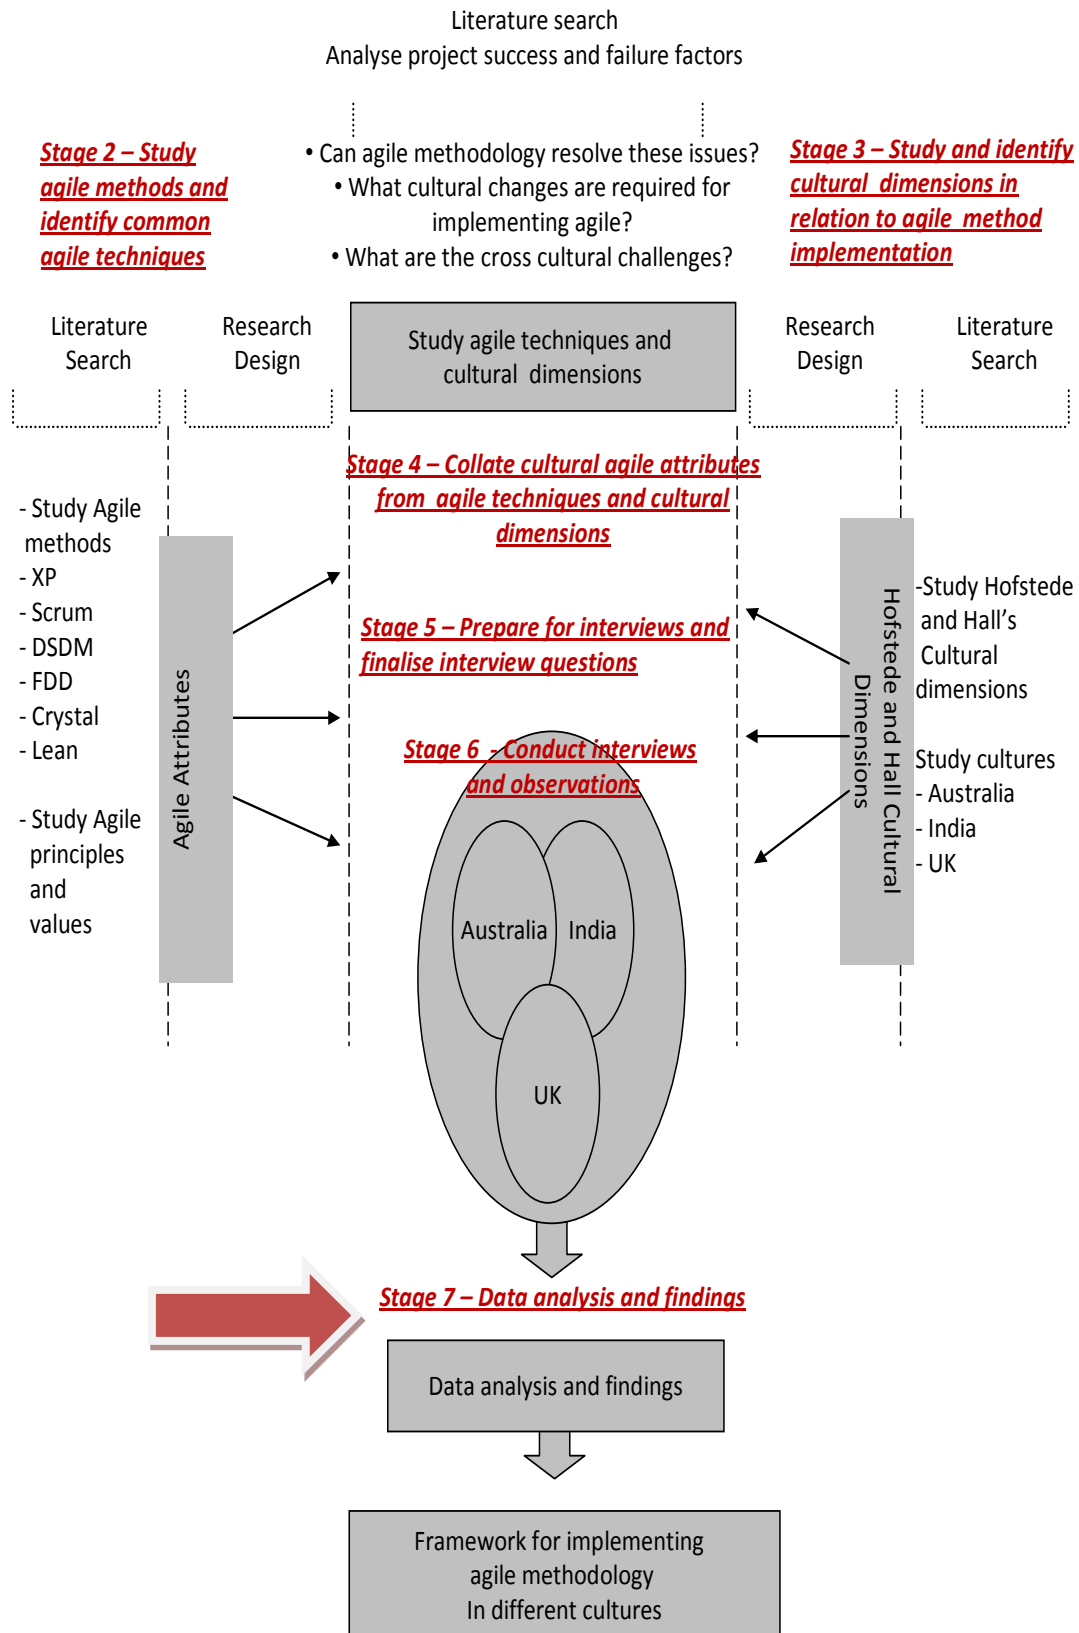 Literature search
Analyse project success and failure factors
Stage 2 – Study
agile methods and
identify common
agile techniques
• Can agile methodology resolve these issues?
• What cultural changes are required for
implementing agile?
• What are the cross cultural challenges?
Stage 3 – Study and identify
cultural dimensions in
relation to agile method
implementation
Literature
Search
Research
Design
Study agile techniques and
cultural dimensions
Research
Design
Literature
Search
Stage 4 – Collate cultural agile attributes
from agile techniques and cultural
dimensions
- Study Agile
methods
- XP
- Scrum
- DSDM
- FDD
- Crystal
- Lean
- Study Agile
principles
and
values
Agile Attributes
Stage 5 – Prepare for interviews and
finalise interview questions
Hofstede and Hall Cultural
Dimensions
-Study Hofstede
and Hall's
Cultural
dimensions
Study cultures
- Australia
- India
- UK
Stage 6 - Conduct interviews
and observations
Australia
India
UK
Stage 7 – Data analysis and findings
Data analysis and findings
Framework for implementing
agile methodology
In different cultures